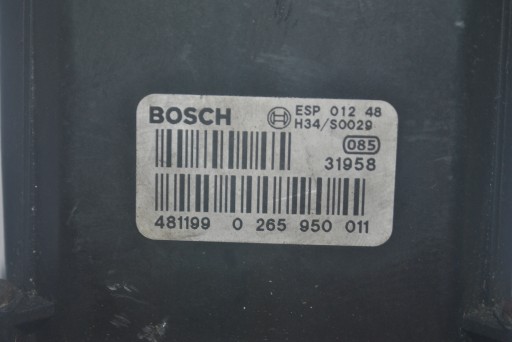 BOSCH ESP 012 48
H34/S0029
085
31958
481199 0 265 950 011